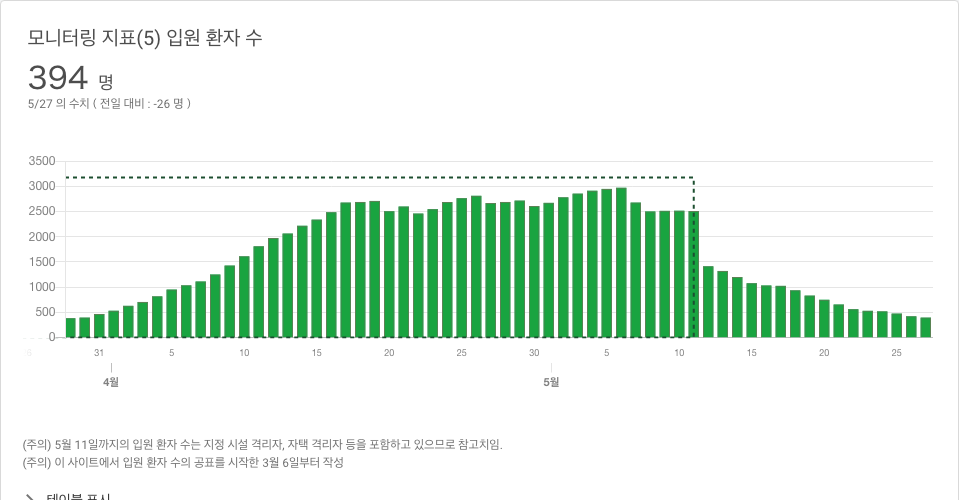 모니터링 지표(5) 입원 환자 수
394 명
5/27 의 수치 ( 전일 대비 : -26 명 )
3500
3000
2500
2000
1500
1000
500
0
5 31 5 10 15 20 25 30 5 10 15 20 25
4월 5월
(주의) 5월 11일까지의 입원 환자 수는 지정 시설 격리자, 자택 격리자 등을 포함하고 있으므로 참고치임.
(주의) 이 사이트에서 입원 환자 수의 공표를 시작한 3월 6일부터 작성
테이블 표시